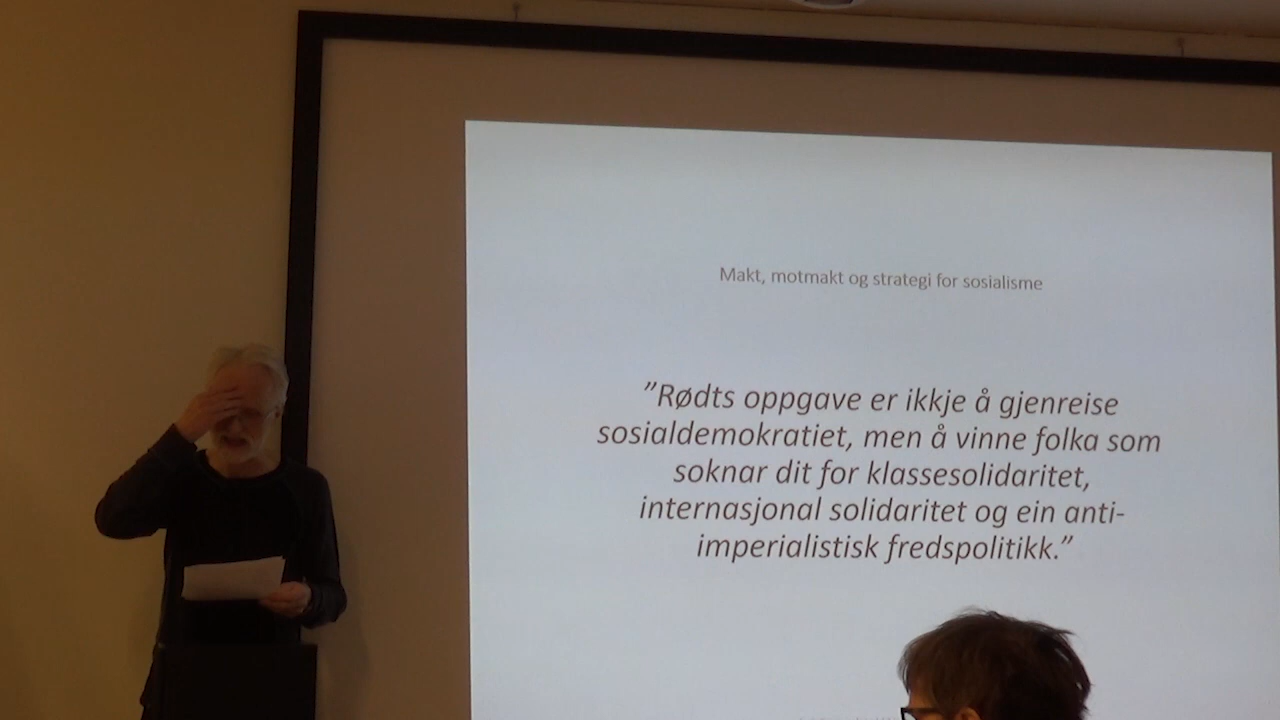 Makt, motmakt og strategi for sosialisme
”Rødts oppgave er ikkje å gjenreise
sosialdemokratiet, men å vinne folka som
soknar dit for klassesolidaritet,
internasjonal solidaritet og ein anti-
imperialistisk fredspolitikk.”